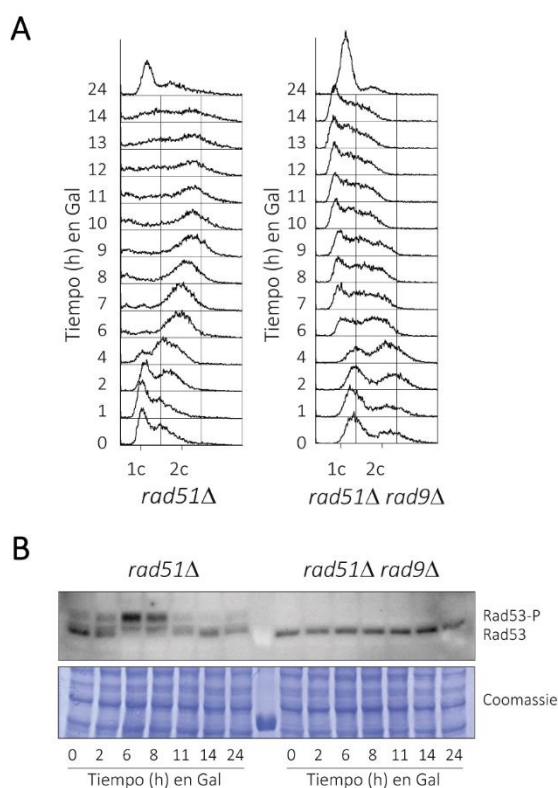 A
Tiempo (h) en Gal
24
14
13
12
11
10
9
8
7
6
4
2
1
0
1c 2c
rad51Δ
Tiempo (h) en Gal
24
14
13
12
11
10
9
8
7
6
4
2
1
0
1c 2c
rad51Δ rad9Δ
B
rad51Δ rad51Δ rad9Δ
Rad53-P
Rad53
Coomassie
0 2 6 8 11 14 24 0 2 6 8 11 14 24
Tiempo (h) en Gal Tiempo (h) en Gal